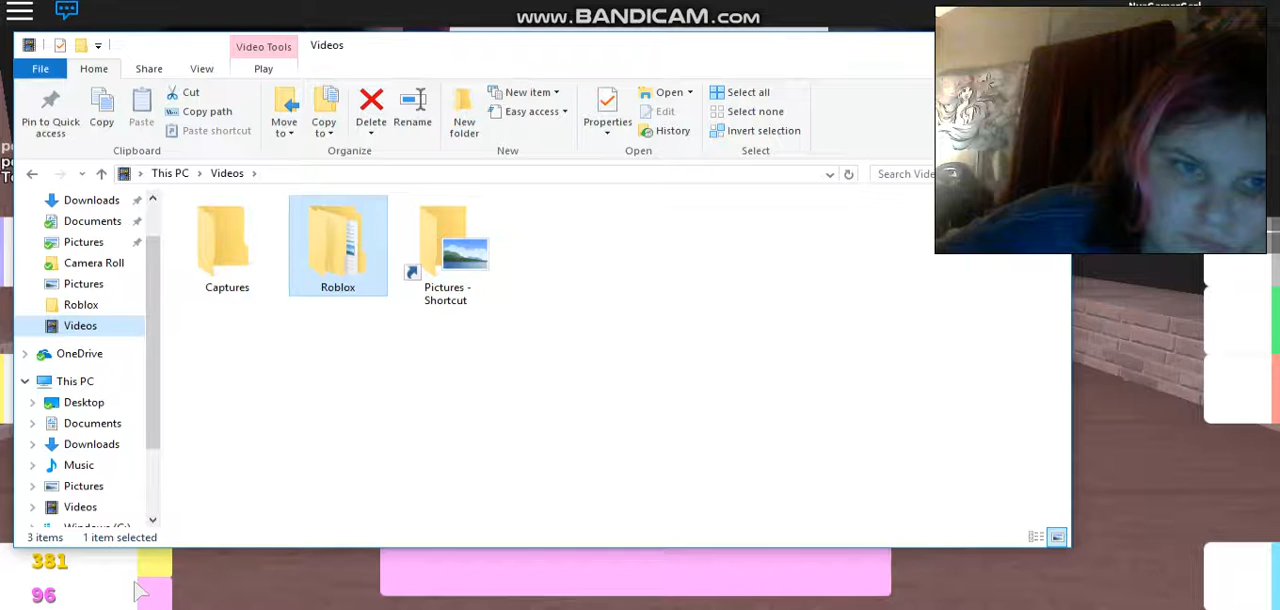 www.BANDICAM.com
Video Tools
Videos
File
Home
Share
View
Play
Pin to Quick
access
Copy
Paste
Cut
Copy path
Paste shortcut
Clipboard
Move
to
Copy
to
Delete
Rename
Organize
New
folder
New item
Easy access
New
Properties
Open
Edit
History
Open
Select all
Select none
Invert selection
Select
This PC
Videos
Search Vide
Downloads
Documents
Pictures
Camera Roll
Pictures
Roblox
Videos
OneDrive
This PC
Desktop
Documents
Downloads
Music
Pictures
Videos
Captures
Roblox
Pictures -
Shortcut
3 items
1 item selected
381
96